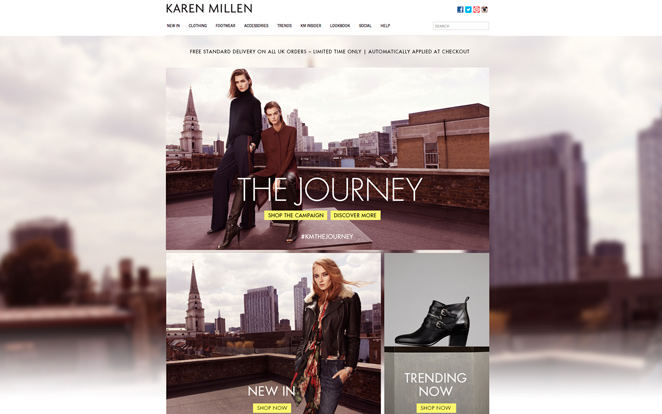 KAREN MILLEN
NEW IN CLOTHING FOOTWEAR ACCESSORIES TRENDS KM INSIDER LOOKBOOK SOCIAL HELP
SEARCH
FREE STANDARD DELIVERY ON ALL UK ORDERS – LIMITED TIME ONLY | AUTOMATICALLY APPLIED AT CHECKOUT
THE JOURNEY
SHOP THE CAMPAIGN DISCOVER MORE
#KMTHEJOURNEY
NEW IN
SHOP NOW
TRENDING
NOW
SHOP NOW